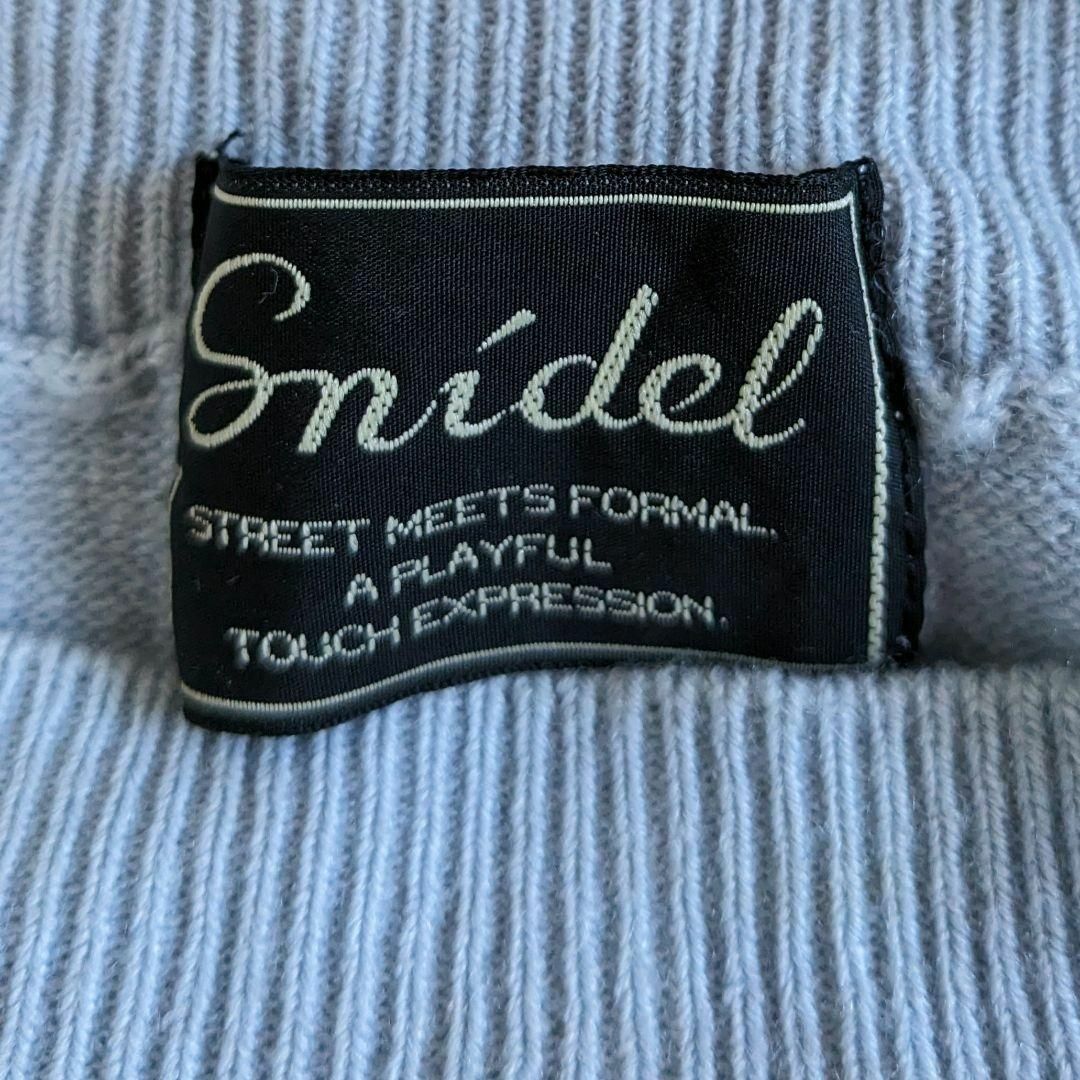 Snidel
STREET MEETS FORMAL.
A PLAYFUL
TOUCH EXPRESSION.